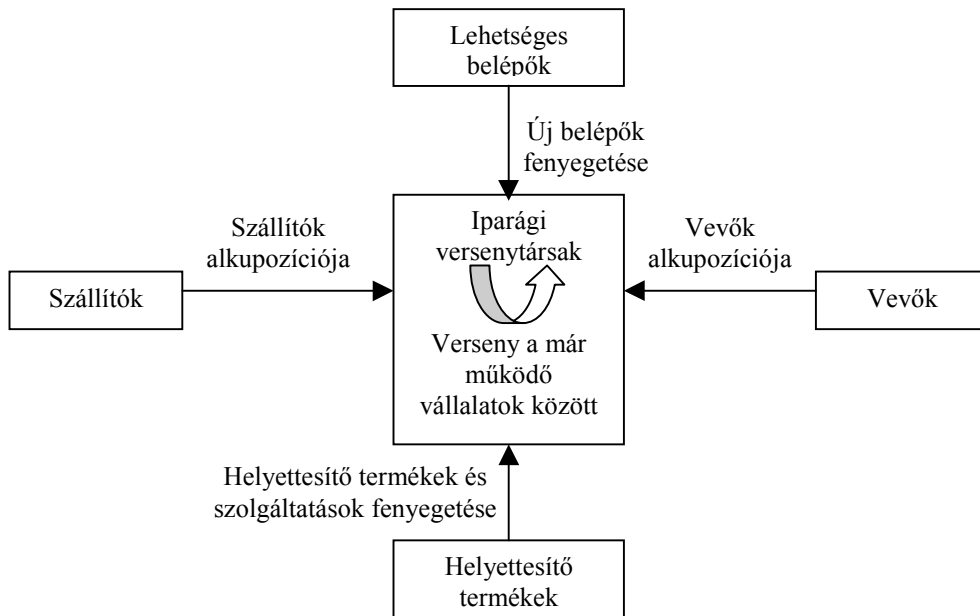 Lehetséges
belépők
Új belépők
fenyegetése
Szállítók
alkupozíciója
Iparági
versenytársak
Vevők
alkupozíciója
Szállítók
Vevők
Verseny a már
működő
vállalatok között
Helyettesítő termékek és
szolgáltatások fenyegetése
Helyettesítő
termékek